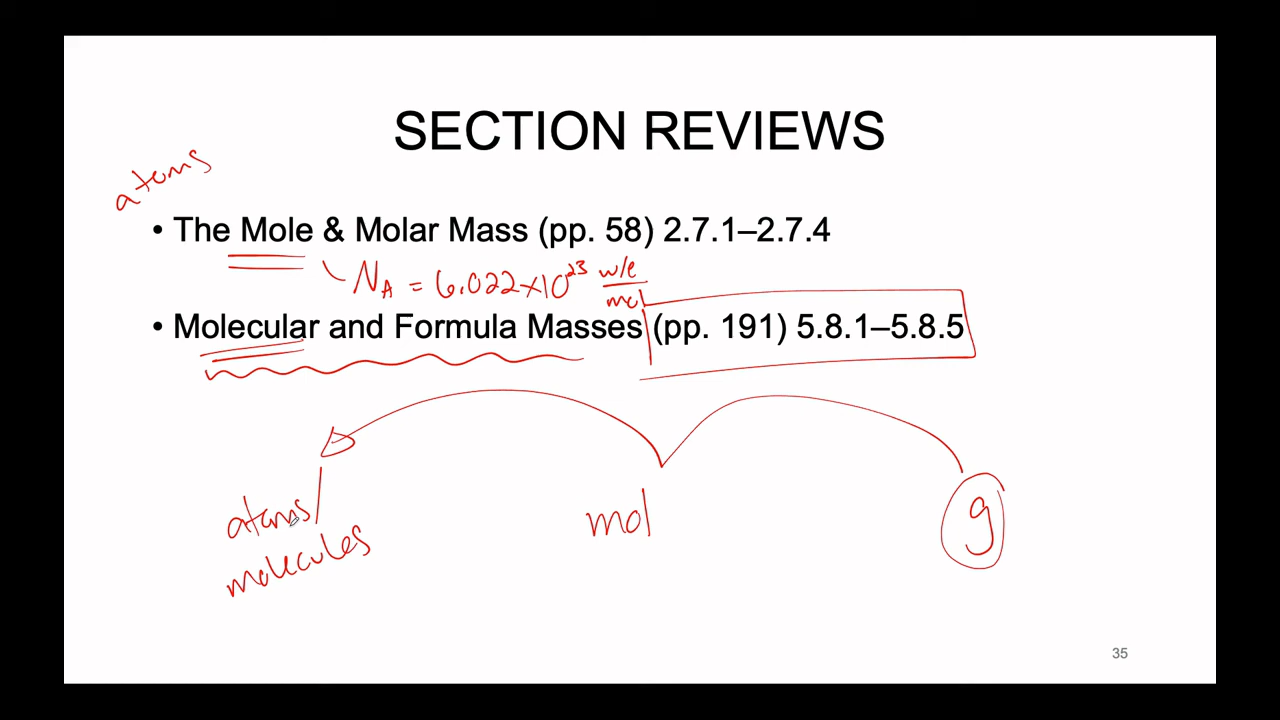 SECTION REVIEWS
atoms
• The Mole & Molar Mass (pp. 58) 2.7.1–2.7.4
N_A = 6.022×10^23 w/e/mol
• Molecular and Formula Masses (pp. 191) 5.8.1–5.8.5
atoms/ mol g
molecules
35